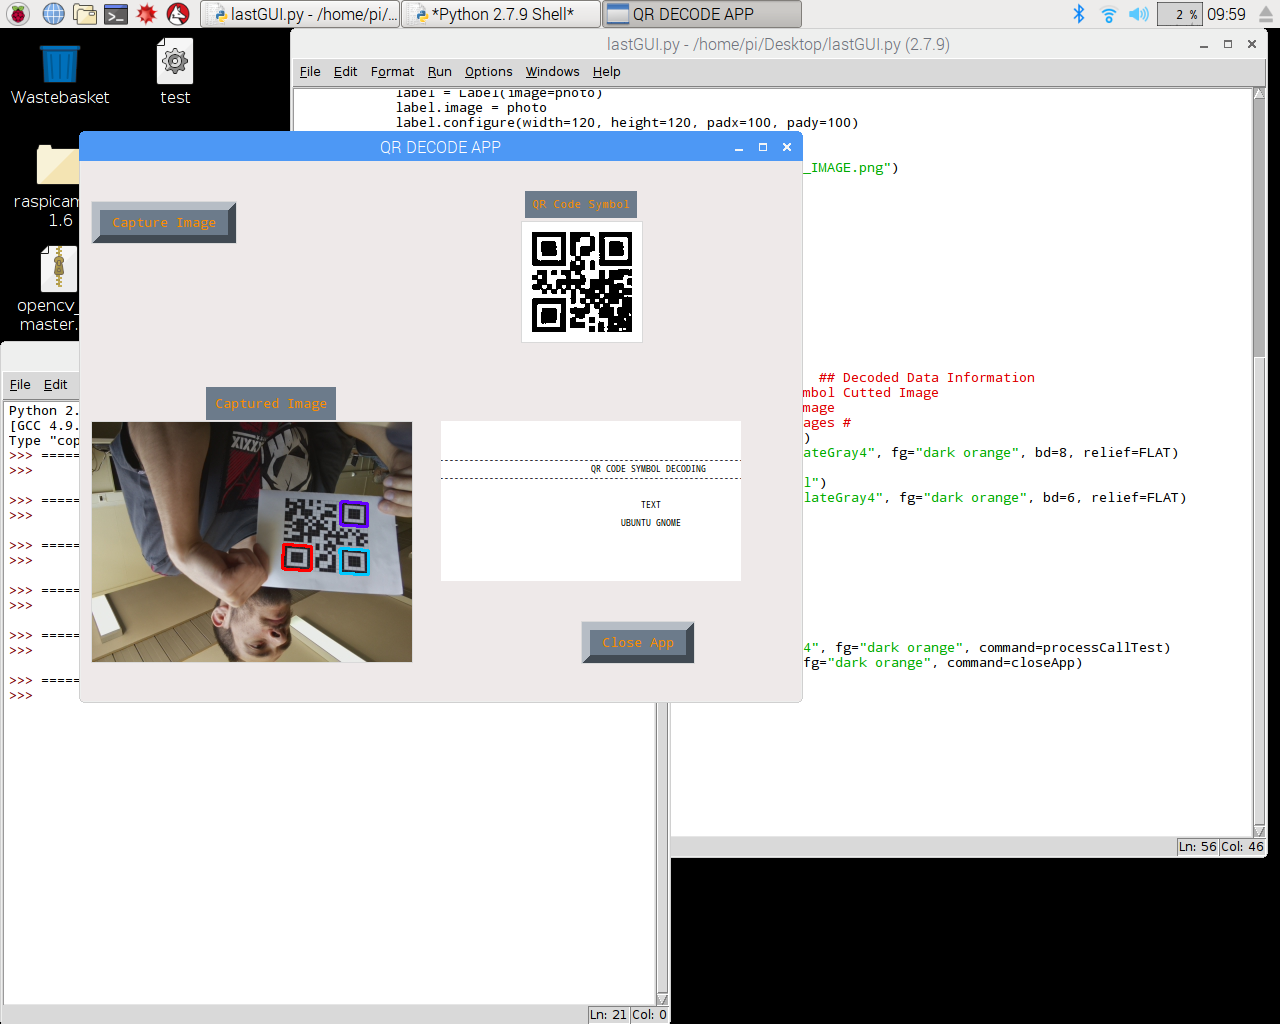 lastGUI.py - /home/pi/...
*Python 2.7.9 Shell*
QR DECODE APP
2 %
09:59
Wastebasket
test
raspicam
1.6
opencv_
master.
lastGUI.py - /home/pi/Desktop/lastGUI.py (2.7.9)
File Edit Format Run Options Windows Help
label = Label(image=photo)
label.image = photo
label.configure(width=120, height=120, padx=100, pady=100)
_IMAGE.png")
## Decoded Data Information
mbol Cutted Image
mage
ages #
)
ateGray4", fg="dark orange", bd=8, relief=FLAT)
l")
lateGray4", fg="dark orange", bd=6, relief=FLAT)
4", fg="dark orange", command=processCallTest)
fg="dark orange", command=closeApp)
Ln: 56 Col: 46
QR DECODE APP
Capture Image
QR Code Symbol
Captured Image
XIXX
QR CODE SYMBOL DECODING
TEXT
UBUNTU GNOME
Close App
File Edit
Python 2.
[GCC 4.9.
Type "cop
>>> =====
>>>
>>> =====
>>>
>>> =====
>>>
>>> =====
>>>
>>> =====
>>>
>>> =====
>>>
Ln: 21 Col: 0